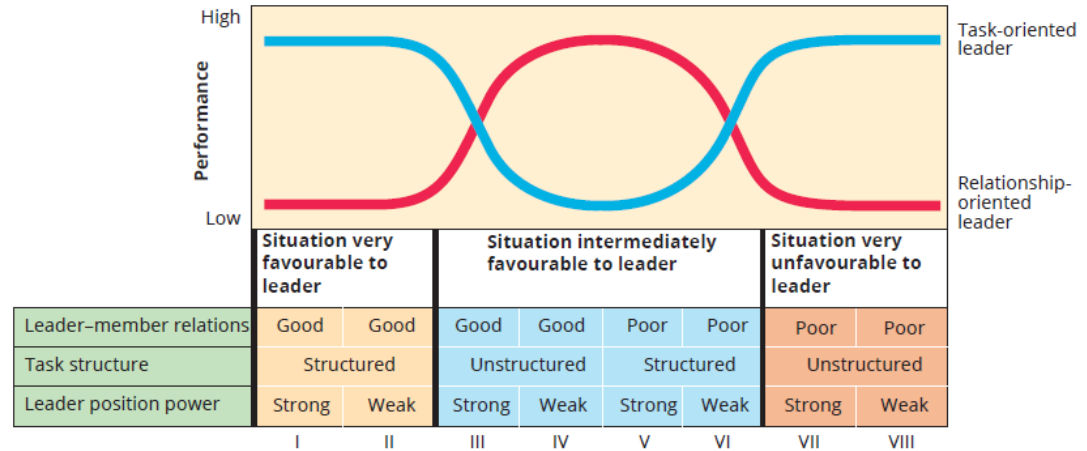 High
Performance
Low
Task-oriented
leader
Relationship-
oriented
leader
Situation very
favourable to
leader
Situation intermediately
favourable to leader
Situation very
unfavourable to
leader
Leader–member relations Good Good Good Good Poor Poor Poor Poor
Task structure Structured Unstructured Structured Unstructured
Leader position power Strong Weak Strong Weak Strong Weak Strong Weak
I II III IV V VI VII VIII